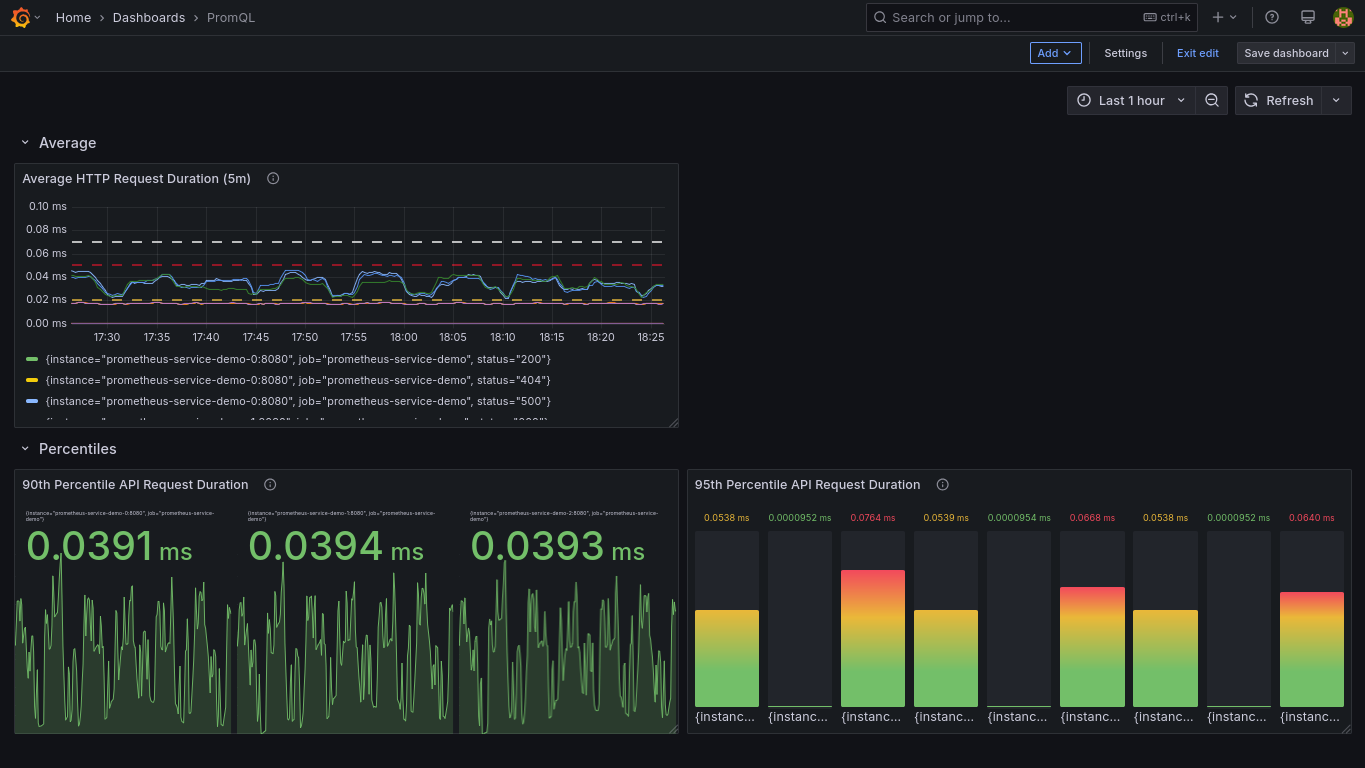 Home › Dashboards › PromQL
Search or jump to... ctrl+k
Add
Settings
Exit edit
Save dashboard
Last 1 hour
Refresh
Average
Average HTTP Request Duration (5m)
0.10 ms
0.08 ms
0.06 ms
0.04 ms
0.02 ms
0.00 ms
17:30 17:35 17:40 17:45 17:50 17:55 18:00 18:05 18:10 18:15 18:20 18:25
{instance="prometheus-service-demo-0:8080", job="prometheus-service-demo", status="200"}
{instance="prometheus-service-demo-0:8080", job="prometheus-service-demo", status="404"}
{instance="prometheus-service-demo-0:8080", job="prometheus-service-demo", status="500"}
Percentiles
90th Percentile API Request Duration
{instance="prometheus-service-demo-0:8080", job="prometheus-service-
demo"}
0.0391 ms
{instance="prometheus-service-demo-1:8080", job="prometheus-service-
demo"}
0.0394 ms
{instance="prometheus-service-demo-2:8080", job="prometheus-service-
demo"}
0.0393 ms
95th Percentile API Request Duration
0.0538 ms 0.0000952 ms 0.0764 ms 0.0539 ms 0.0000954 ms 0.0668 ms 0.0538 ms 0.0000952 ms 0.0640 ms
{instanc... {instanc... {instanc... {instanc... {instanc... {instanc... {instanc... {instanc... {instanc...